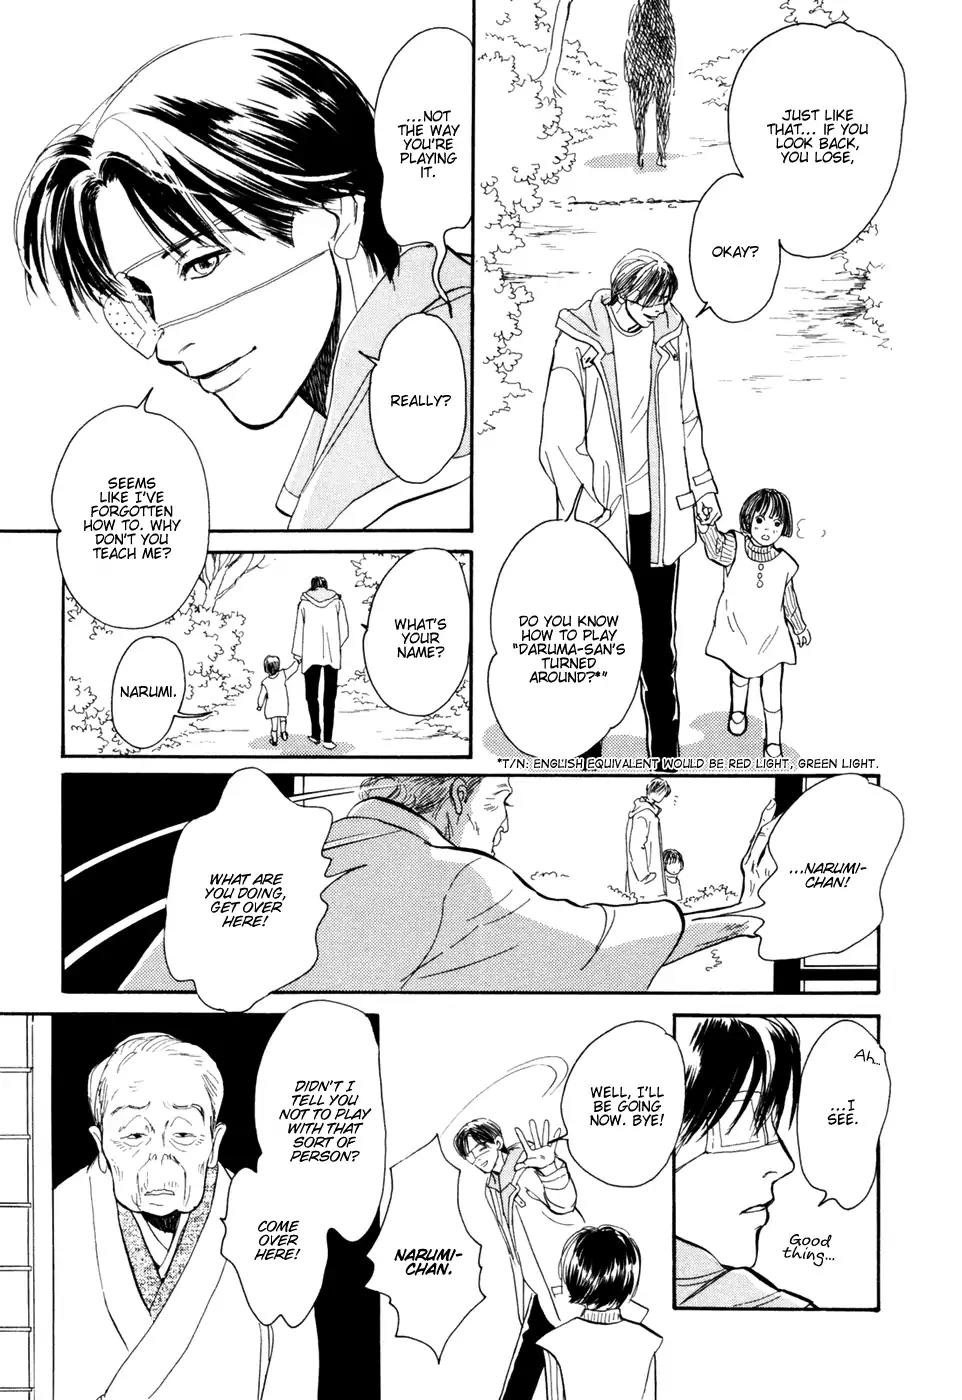 JUST LIKE
THAT... IF YOU
LOOK BACK,
YOU LOSE,
OKAY?
DO YOU KNOW
HOW TO PLAY
"DARUMA-SAN'S
TURNED
AROUND?*"
*T/N: ENGLISH EQUIVALENT WOULD BE RED LIGHT, GREEN LIGHT.
...NOT
THE WAY
YOU'RE
PLAYING
IT.
REALLY?
SEEMS
LIKE I'VE
FORGOTTEN
HOW TO. WHY
DON'T YOU
TEACH ME?
WHAT'S
YOUR
NAME?
NARUMI.
...NARUMI-
CHAN!
WHAT ARE
YOU DOING,
GET OVER
HERE!
Ah...
...I
SEE.
Good
thing...
WELL, I'LL
BE GOING
NOW. BYE!
NARUMI-
CHAN.
DIDN'T I
TELL YOU
NOT TO PLAY
WITH THAT
SORT OF
PERSON?
COME
OVER
HERE!